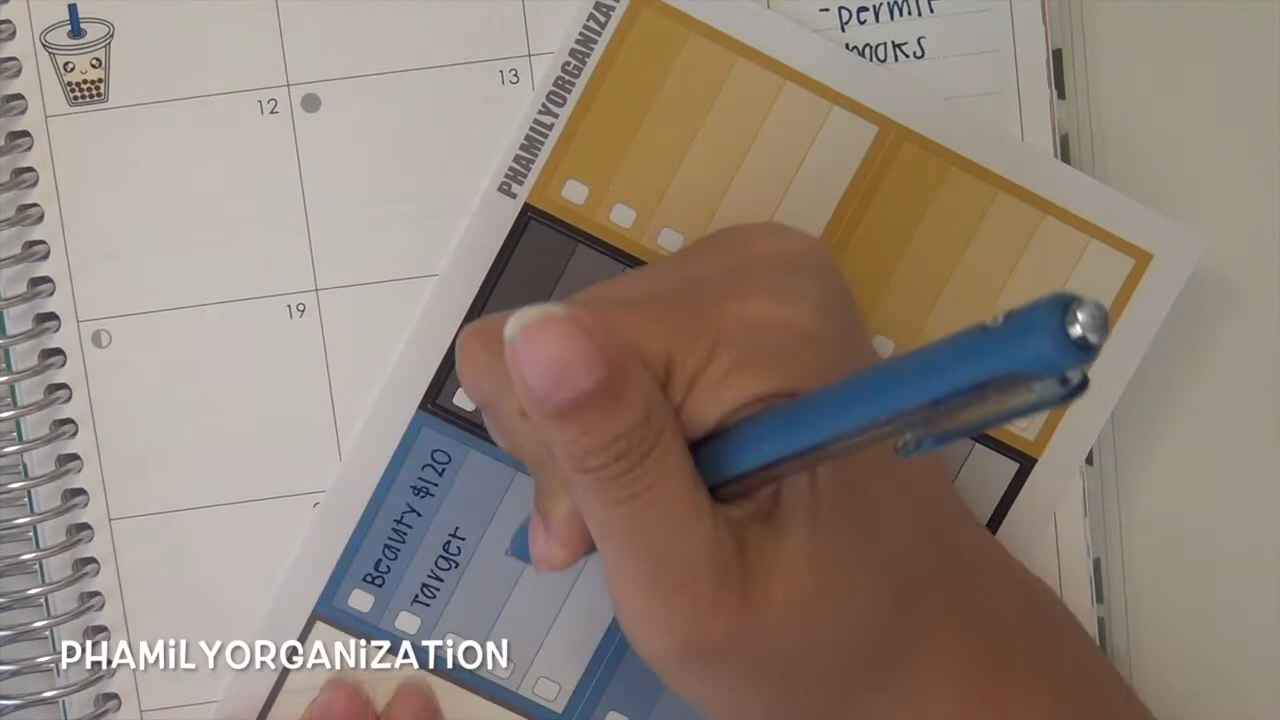 -permit
books
12
13
PHAMILYORGANIZA
19
Beauty $120
Target
PHAMiLYORGANiZATiON